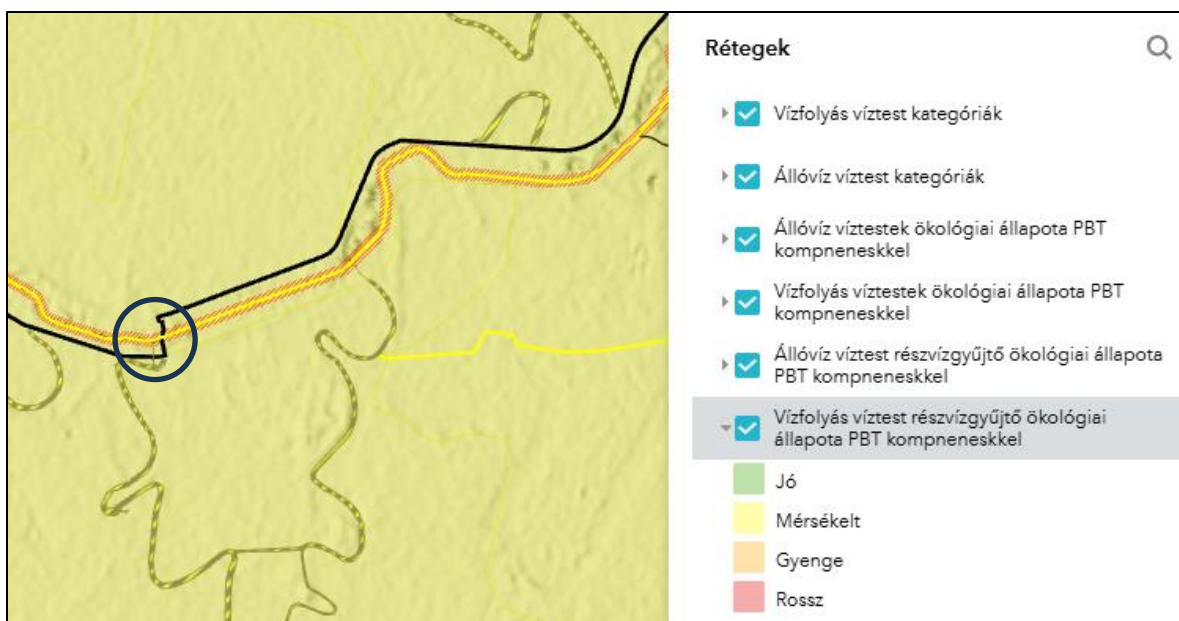 Rétegek
Vízfolyás víztest kategóriák
Állóvíz víztest kategóriák
Állóvíz víztestek ökológiai állapota PBT
kompneneskkel
Vízfolyás víztestek ökológiai állapota PBT
kompneneskkel
Állóvíz víztest részvízgyűjtő ökológiai állapota
PBT kompneneskkel
Vízfolyás víztest részvízgyűjtő ökológiai
állapota PBT kompneneskkel
Jó
Mérsékelt
Gyenge
Rossz